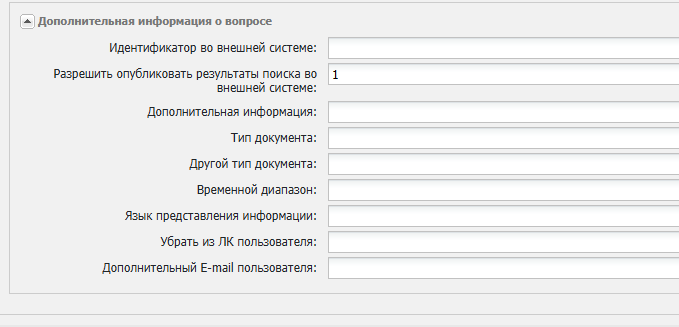 Дополнительная информация о вопросе
Идентификатор во внешней системе:
Разрешить опубликовать результаты поиска во
внешней системе:
1
Дополнительная информация:
Тип документа:
Другой тип документа:
Временной диапазон:
Язык представления информации:
Убрать из ЛК пользователя:
Дополнительный E-mail пользователя: